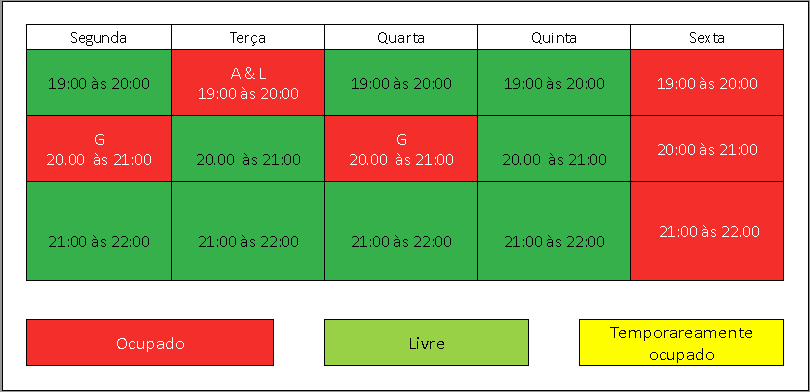 Segunda Terça Quarta Quinta Sexta
19:00 às 20:00
A & L
19:00 às 20:00
19:00 às 20:00
19:00 às 20:00
19:00 às 20:00
G
20.00 às 21:00
20.00 às 21:00
G
20.00 às 21:00
20.00 às 21:00
20:00 às 21:00
21:00 às 22:00
21:00 às 22:00
21:00 às 22:00
21:00 às 22:00
21:00 às 22.00
Ocupado
Livre
Temporareamente
ocupado